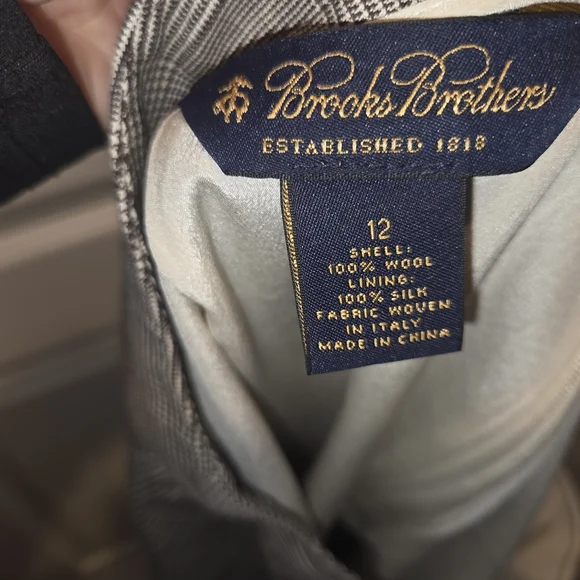 Brooks Brothers
ESTABLISHED 1818
12
SHELL:
100% WOOL
LINING:
100% SILK
FABRIC WOVEN
IN ITALY
MADE IN CHINA